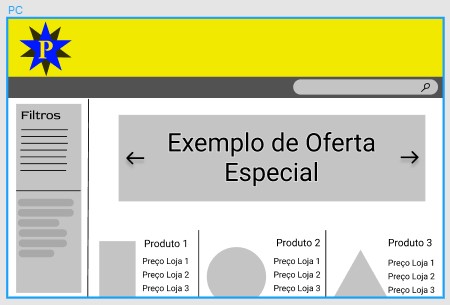 PC
P
Filtros
Exemplo de Oferta
Especial
Produto 1
Preço Loja 1
Preço Loja 2
Preço Loja 3
Produto 2
Preço Loja 1
Preço Loja 2
Preço Loja 3
Produto 3
Preço Loja 1
Preço Loja 2
Preço Loja 3